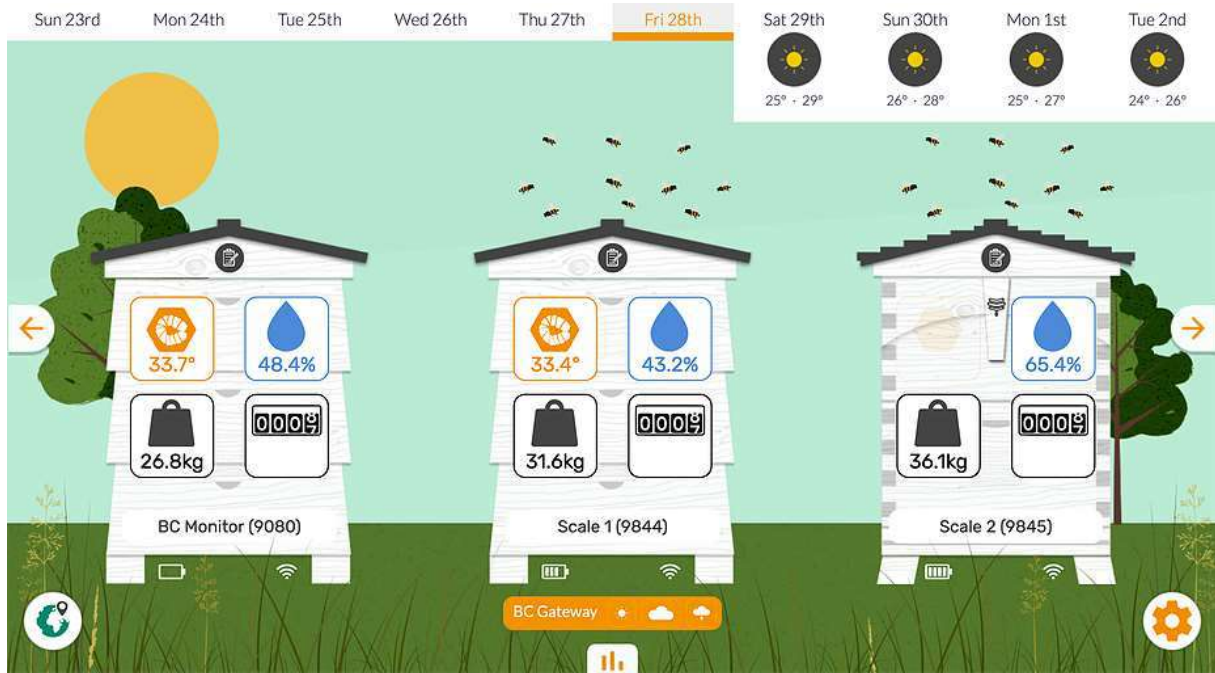 Sun 23rd
Mon 24th
Tue 25th
Wed 26th
Thu 27th
Fri 28th
Sat 29th
Sun 30th
Mon 1st
Tue 2nd
25° · 29°
26° · 28°
25° · 27°
24° · 26°
33.7°
48.4%
33.4°
43.2%
65.4%
26.8kg
31.6kg
36.1kg
BC Monitor (9080)
Scale 1 (9844)
Scale 2 (9845)
BC Gateway